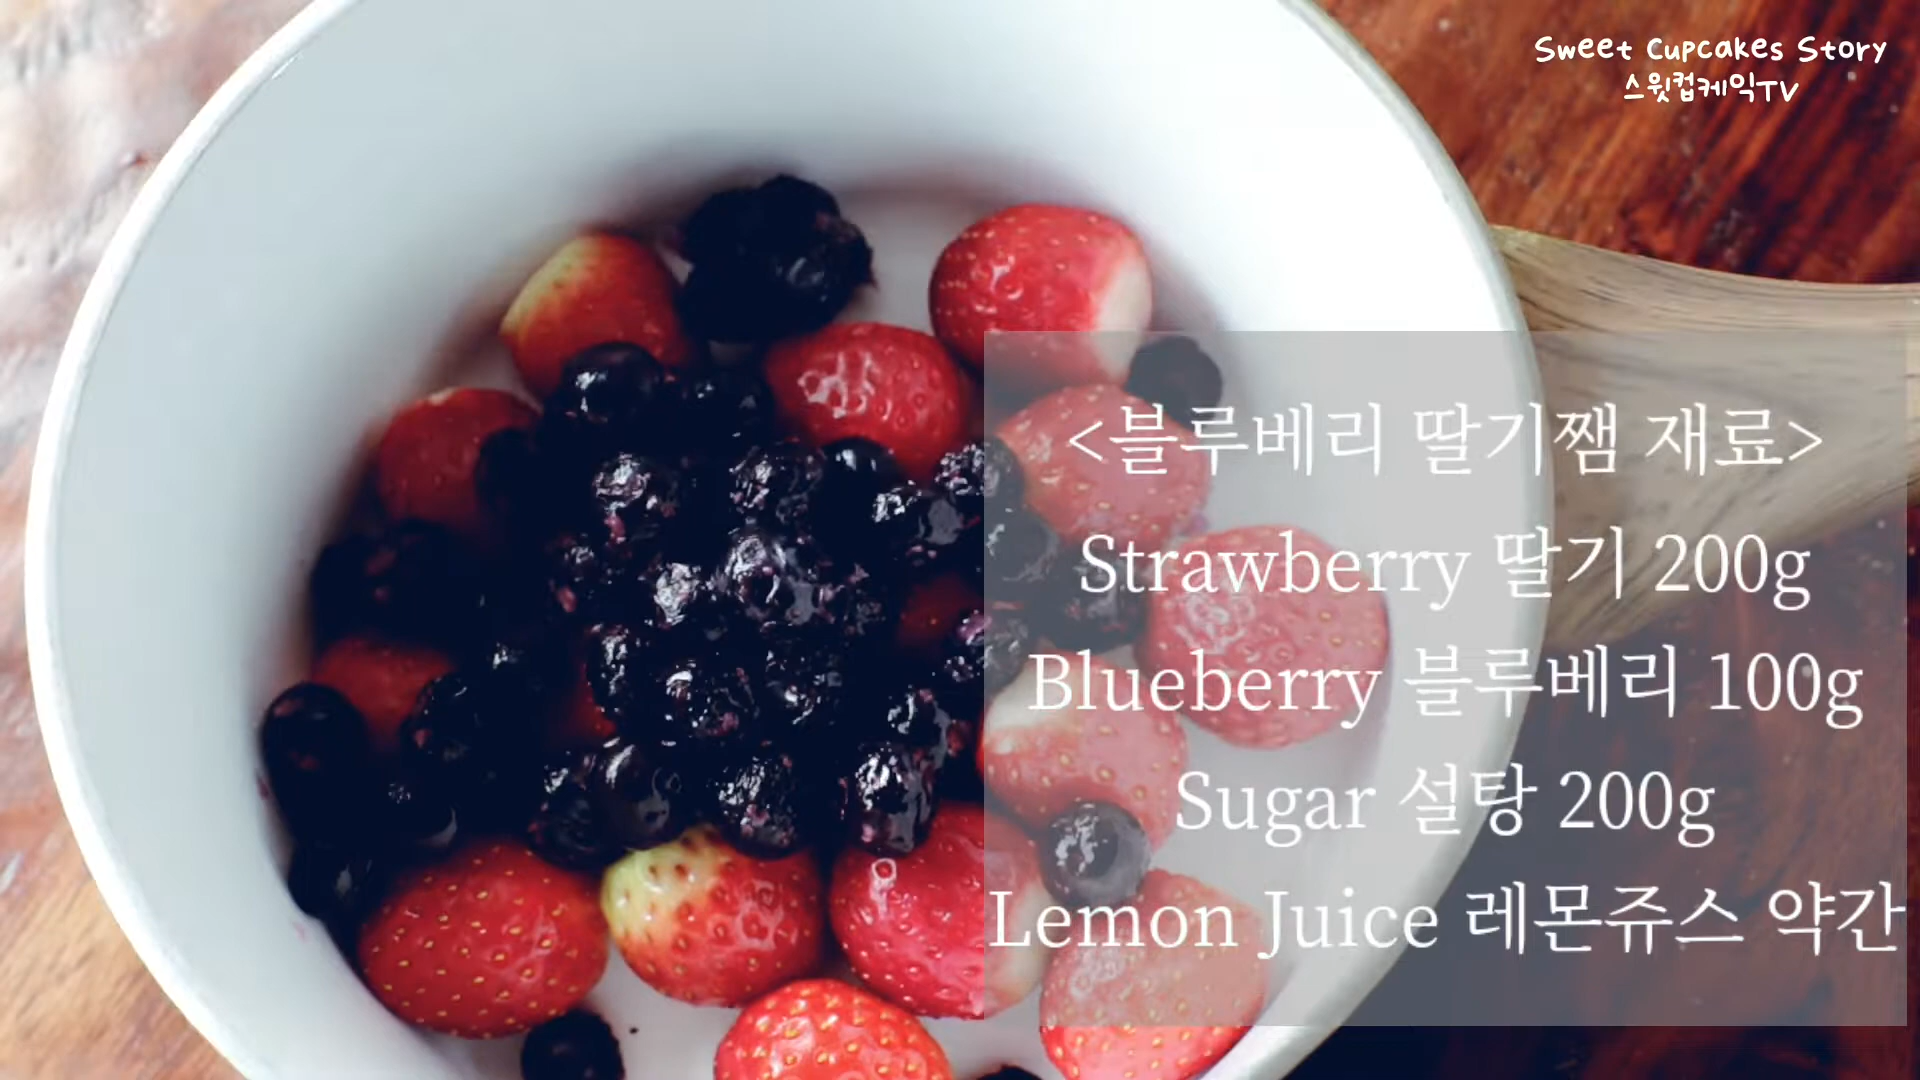 Sweet Cupcakes Story
스윗컵케익TV
<블루베리 딸기쨈 재료>
Strawberry 딸기 200g
Blueberry 블루베리 100g
Sugar 설탕 200g
Lemon Juice 레몬쥬스 약간